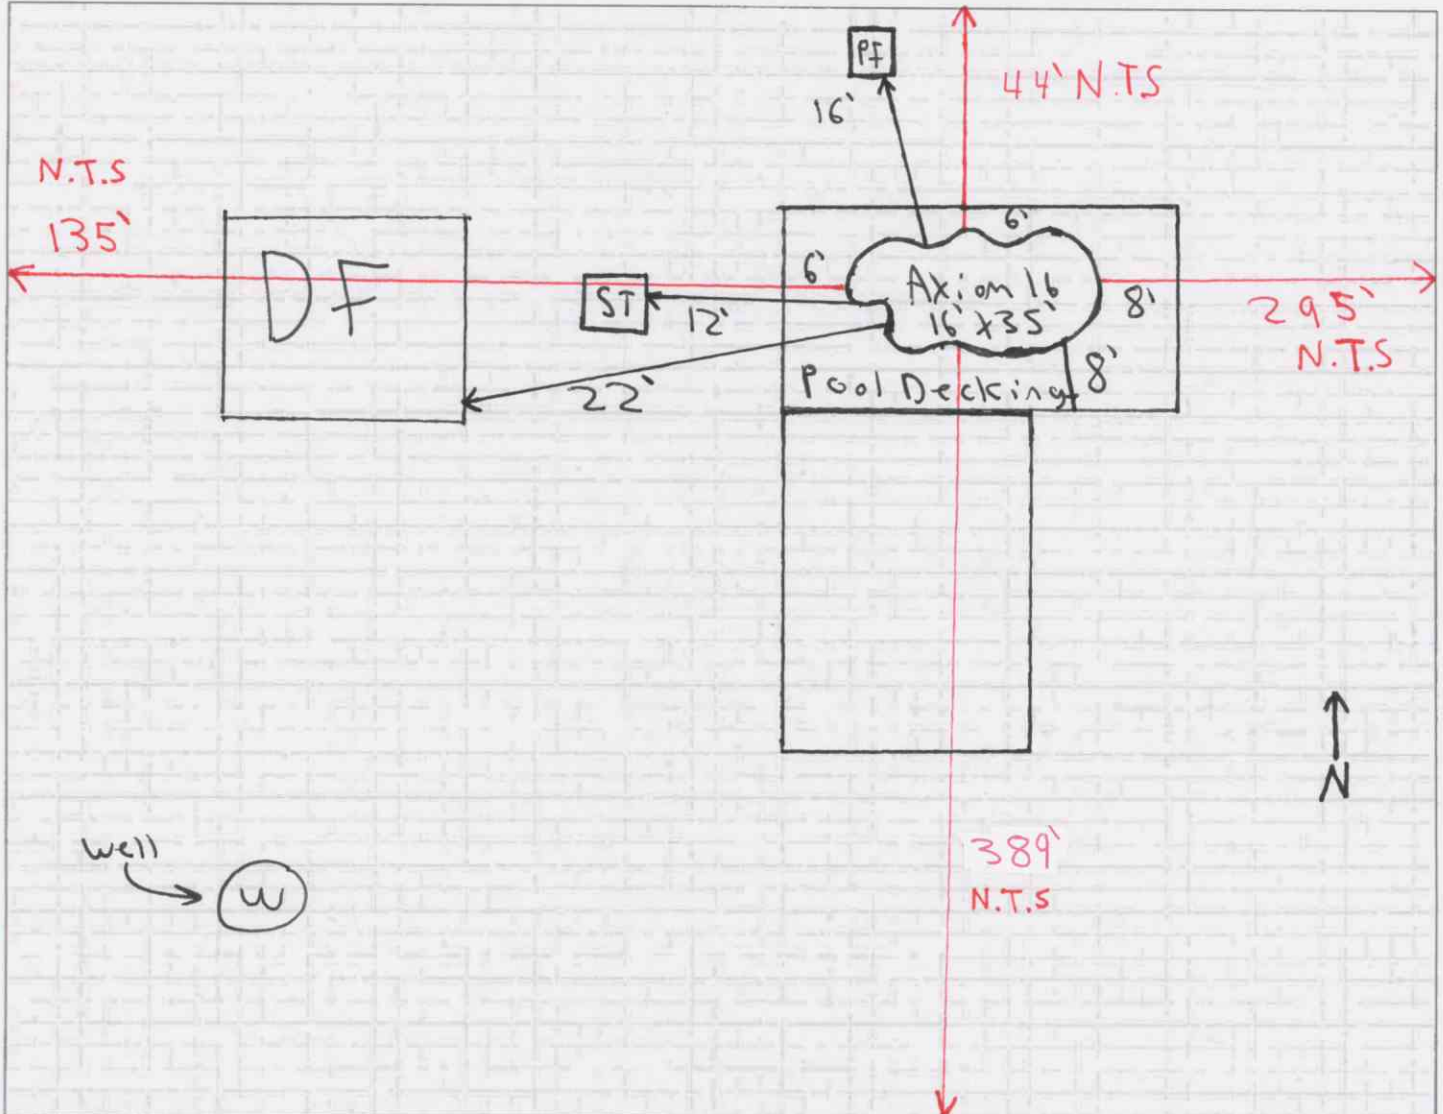 PF
44' N.T.S
16'
N.T.S
135'
6'
6'
DF
Axion 16
16' x 35'
8'
295'
N.T.S
ST
12'
22'
8'
Pool Decking
N
389'
N.T.S
Well
W